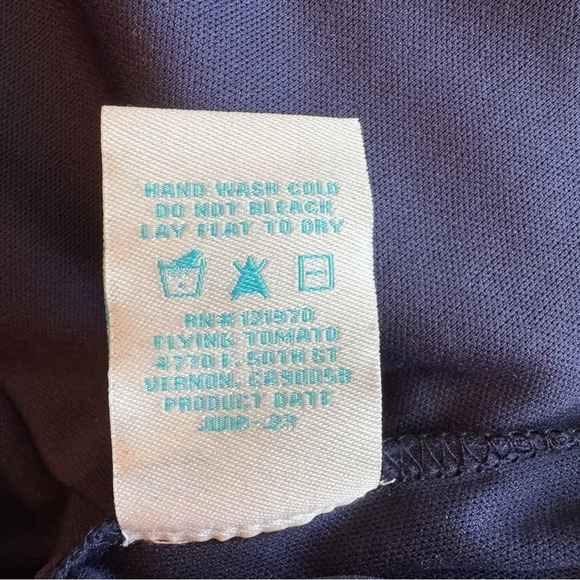 HAND WASH COLD
DO NOT BLEACH
LAY FLAT TO DRY
RN# 121970
FLYING TOMATO
4770 E. 50TH ST
VERNON, CA90058
PRODUCT DATE